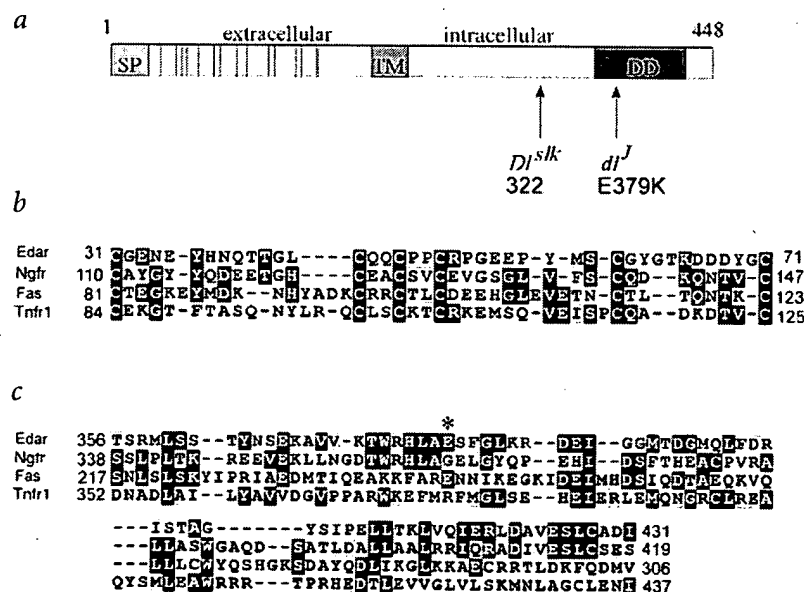 a
1 extracellular intracellular 448
SP TM DD
Dl^slk dl^J
322 E379K
b
Edar 31 CGENE-YHNQTTGL----CQQCPPCRPGEEP-Y-MS-CGYGTKDDDYGC 71
Ngfr 110 CAYGY-YQDEETGH----CEACSVCEVGSGL-V-FS-CQD--KQNTVC 147
Fas 81 CTEGKEYMDK--NHYADKCRRCTLCDEEHGLEVETN-CTL--TQNTK-C 123
Tnfr1 84 CEKGT-FTASQ-NYLR-QCLSCKTCRKEMSQ-VEISPCQA--DKDTV-C 125
c
*
Edar 356 TSRMLSS--TYNSEKAVV-KTWRHLAESFGLKR--DEI--GGMTDGMQLFDR
Ngfr 338 SSLPLTK--REEVEKLLNGDTWRHLAGELGYQP--EHI--DSFTHEACPVRA
Fas 217 SNLSLSKYIPRIAEDMTIQEAKKFARENNIKEGKIDEIMHDSIQDTAEQKVQ
Tnfr1 352 DNADLAI--LYAVVDGVPPARWKEFMRFMGLSE--HEIERLEMQNGRCLREA
---ISTAG-------YSIPELLTKLVQIERLDAVESLCADI 431
---LLASWGAQD--SATLDALLAALRRIQRADIVESLCSES 419
---LLLCWYQSHGKSDAYQDLIKGLKKAECRRTLDKFQDMV 306
QYSMLEAWRRR--TPRHEDTLEVVGLVLSKMNLAGCLENI 437